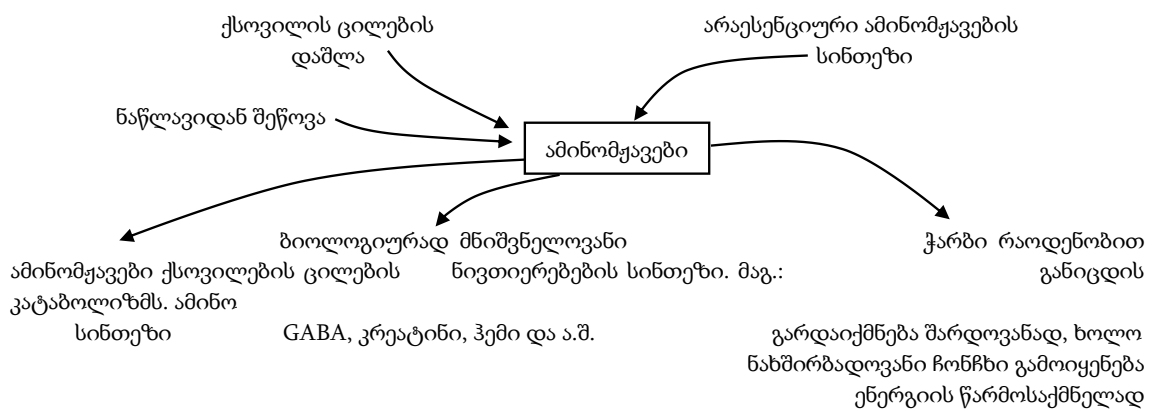 ქსოვილის ცილების
დაშლა
არაესენციური ამინომჟავების
სინთეზი
ნაწლავიდან შეწოვა
ამინომჟავები
ბიოლოგიურად მნიშვნელოვანი
ჭარბი რაოდენობით
ამინომჟავები ქსოვილების ცილების
ნივთიერებების სინთეზი. მაგ.:
განიცდის
კატაბოლიზმს. ამინო
სინთეზი
GABA, კრეატინი, ჰემი და ა.შ.
გარდაიქმნება შარდოვანად, ხოლო
ნახშირბადოვანი ჩონჩხი გამოიყენება
ენერგიის წარმოსაქმნელად